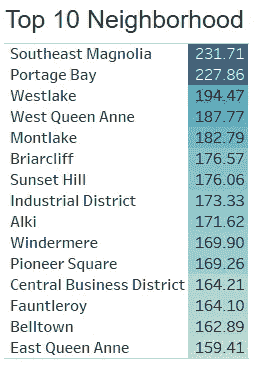 Top 10 Neighborhood
Southeast Magnolia 231.71
Portage Bay 227.86
Westlake 194.47
West Queen Anne 187.77
Montlake 182.79
Briarcliff 176.57
Sunset Hill 176.06
Industrial District 173.33
Alki 171.62
Windermere 169.90
Pioneer Square 169.26
Central Business District 164.21
Fauntleroy 164.10
Belltown 162.89
East Queen Anne 159.41